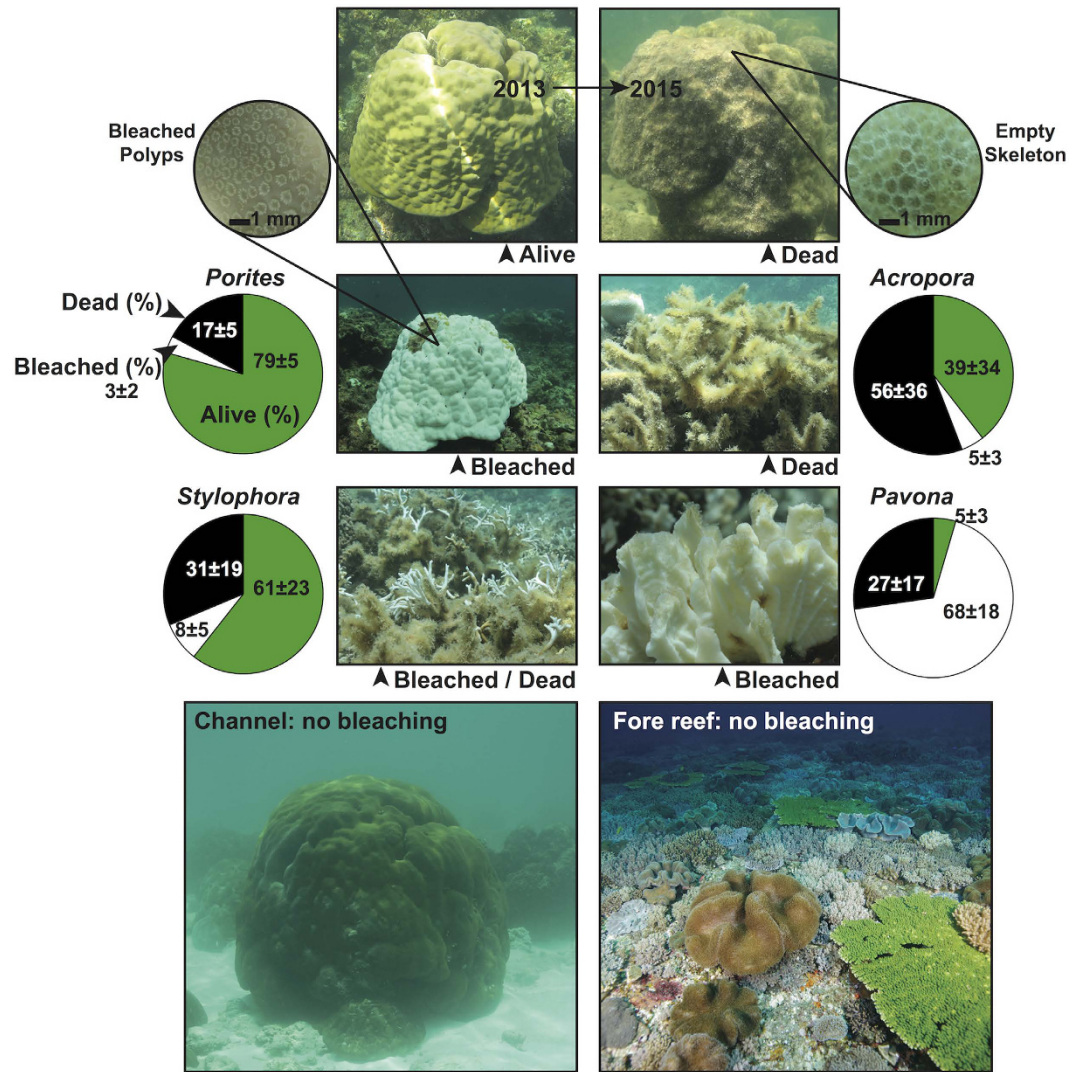 2013
2015
Bleached
Polyps
1 mm
Empty
Skeleton
1 mm
Alive
Dead
Porites
Dead (%)
17±5
79±5
Bleached (%)
3±2
Alive (%)
Bleached
Dead
Acropora
39±34
56±36
5±3
Stylophora
31±19
61±23
8±5
Bleached / Dead
Bleached
Pavona
5±3
27±17
68±18
Channel: no bleaching
Fore reef: no bleaching